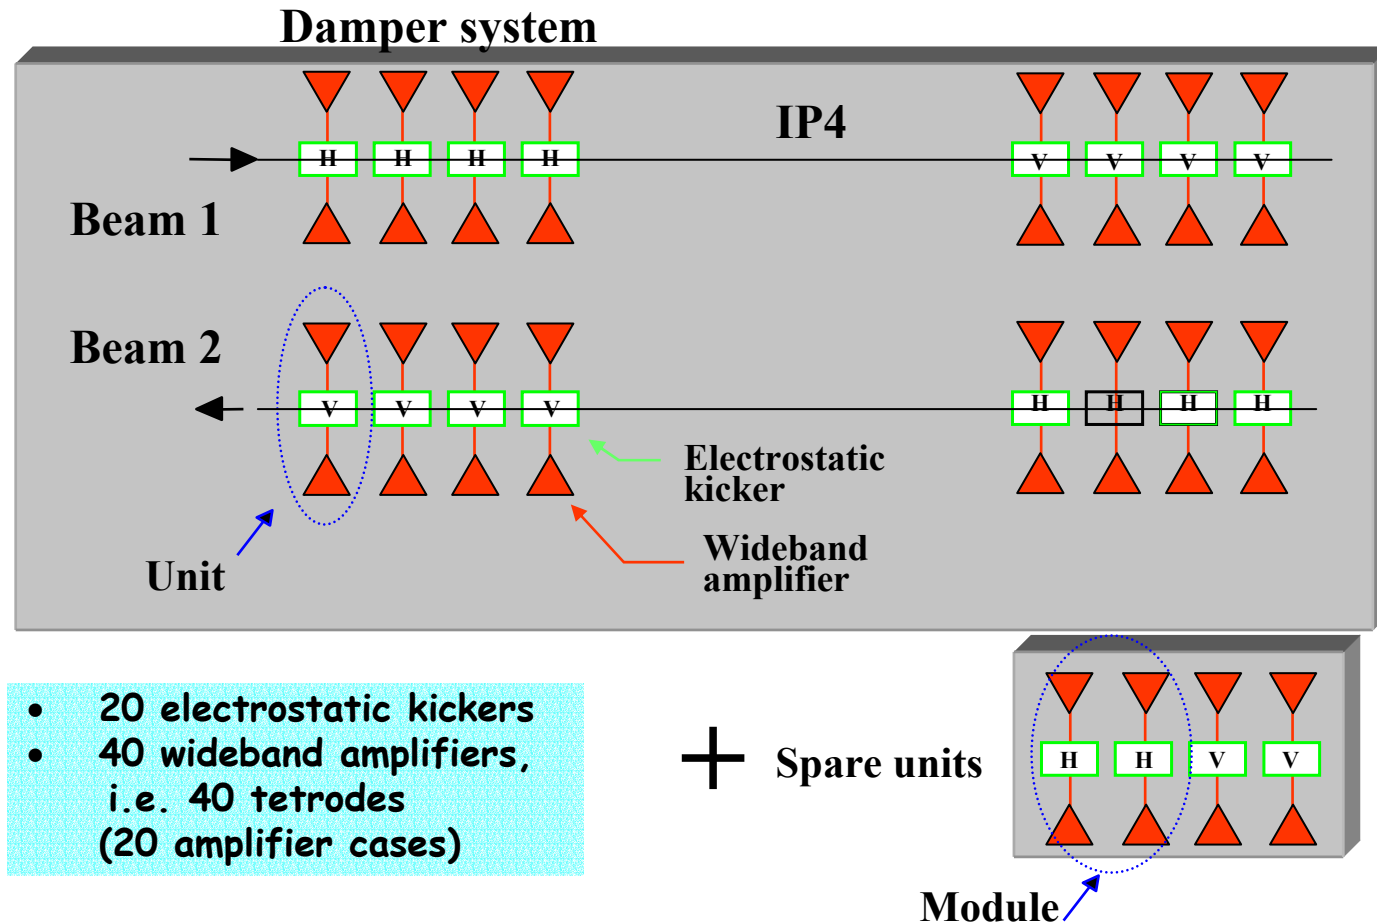 Damper system
IP4
H H H H
V V V V
Beam 1
Beam 2
V V V V
H H H H
Electrostatic
kicker
Wideband
amplifier
Unit
• 20 electrostatic kickers
• 40 wideband amplifiers,
i.e. 40 tetrodes
(20 amplifier cases)
+ Spare units
H H V V
Module